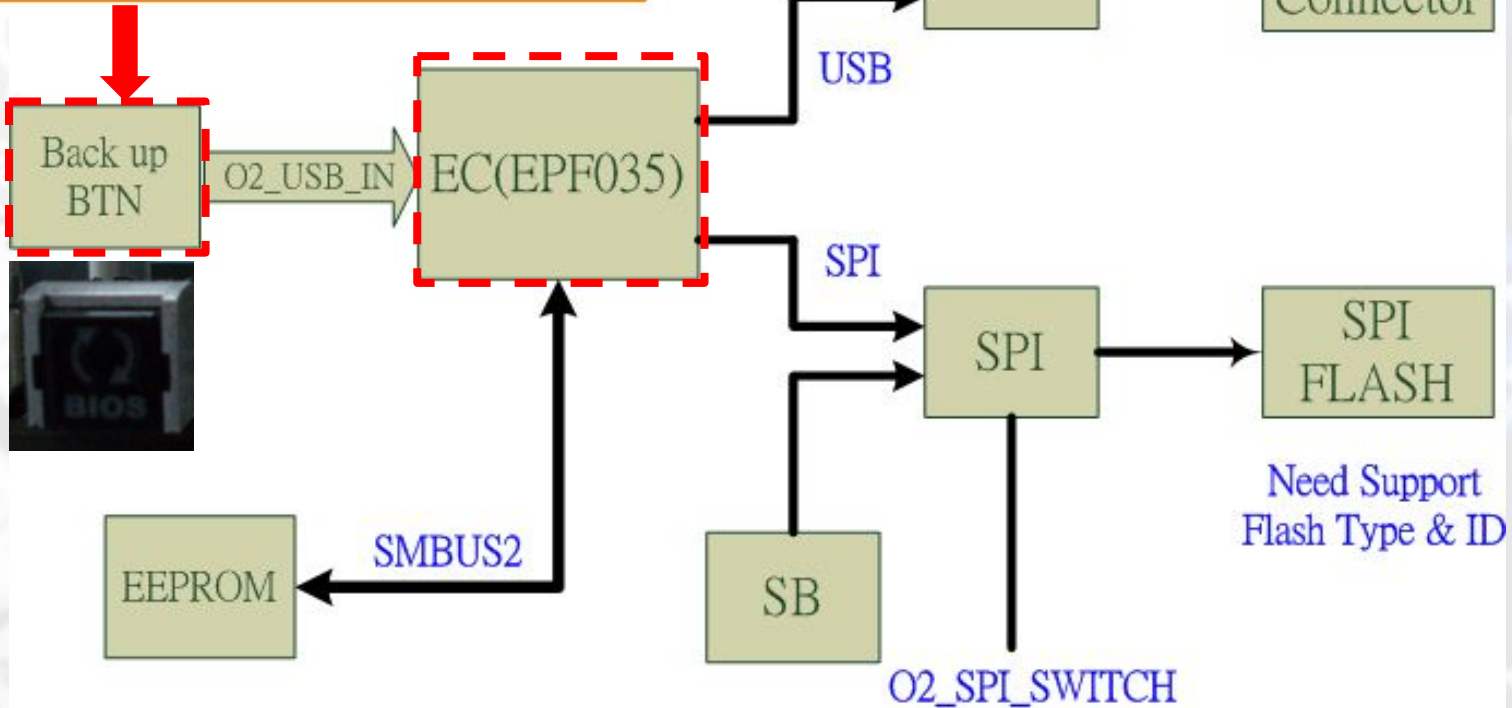 Connector
USB
Back up
BTN
O2_USB_IN
EC(EPF035)
SPI
BIOS
SPI
SPI
FLASH
Need Support
Flash Type & ID
SMBUS2
EEPROM
SB
O2_SPI_SWITCH